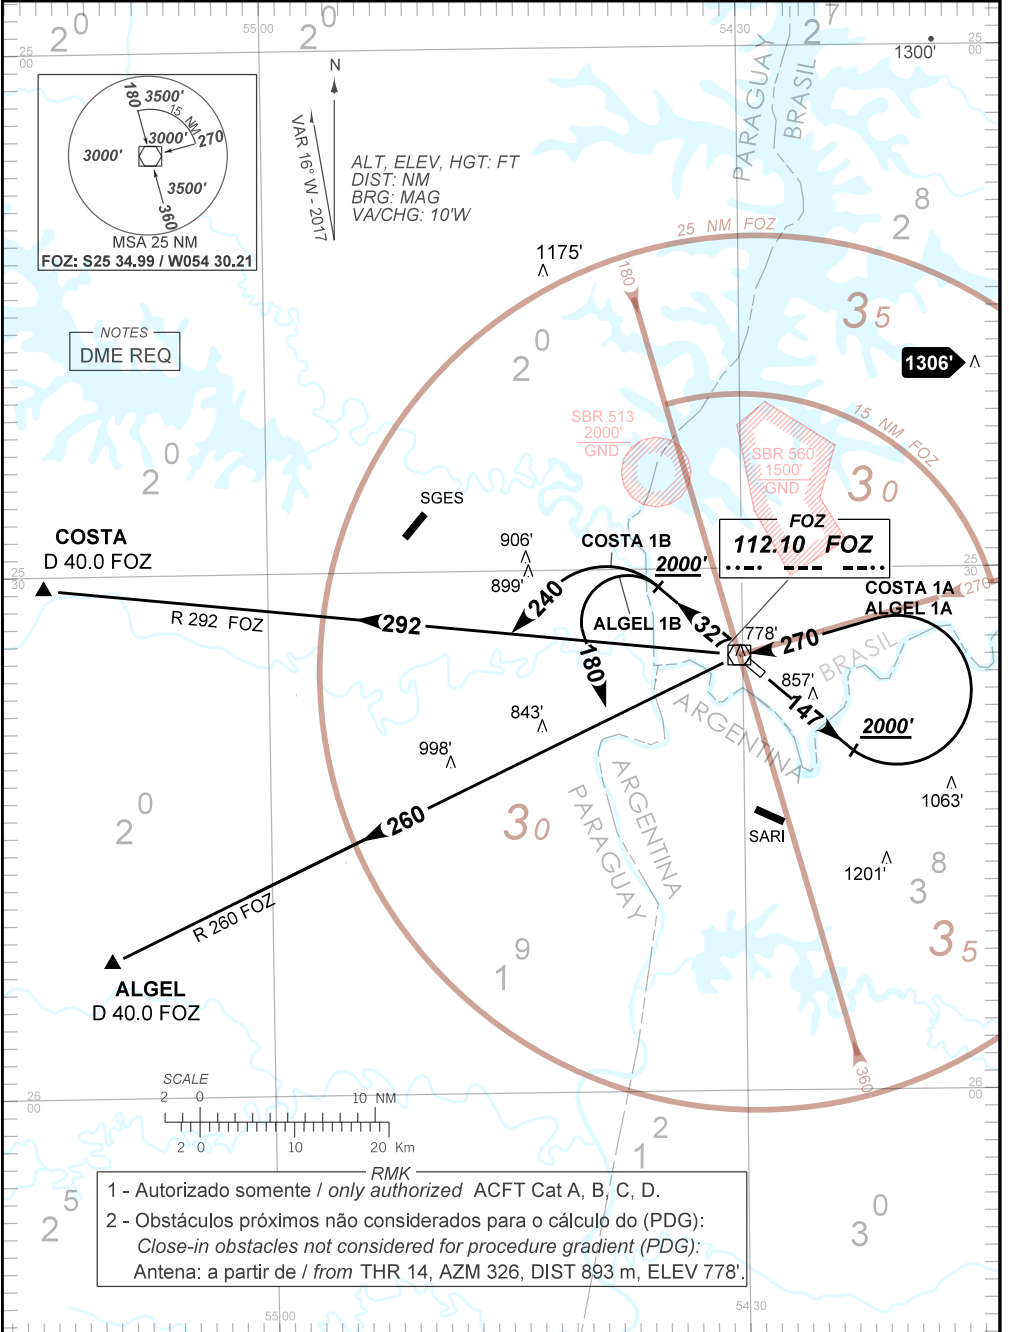 2⁰
55 00
2⁰
54 30
2⁷
25 00
1300'
25 00
180
3500'
15 NM
270
3000'
3000'
3500'
360
MSA 25 NM
FOZ: S25 34.99 / W054 30.21
N
VAR 16° W - 2017
ALT, ELEV, HGT: FT
DIST: NM
BRG: MAG
VA/CHG: 10'W
PARAGUAY
BRASIL
2⁸
25 NM FOZ
1175'
180
35
NOTES
DME REQ
2⁰
1306'
15 NM FOZ
SBR 513
2000'
GND
SBR 560
1500'
GND
30
2⁰
SGES
FOZ
112.10 FOZ
COSTA
D 40.0 FOZ
906'
899'
COSTA 1B
2000'
25 30
25 30
COSTA 1A
ALGEL 1A
270
240
R 292 FOZ
292
ALGEL 1B
327
778'
270
BRASIL
180
857'
147
843'
ARGENTINA
2000'
998'
ARGENTINA
PARAGUAY
1063'
2⁰
260
30
SARI
1201'
3⁸
35
R 260 FOZ
1⁹
ALGEL
D 40.0 FOZ
360
SCALE
2 0 10 NM
2 0 10 20 Km
26 00
26 00
1²
RMK
1 - Autorizado somente / only authorized ACFT Cat A, B, C, D.
2 - Obstáculos próximos não considerados para o cálculo do (PDG):
Close-in obstacles not considered for procedure gradient (PDG):
Antena: a partir de / from THR 14, AZM 326, DIST 893 m, ELEV 778'.
2⁵
3⁰
55 00
54 30